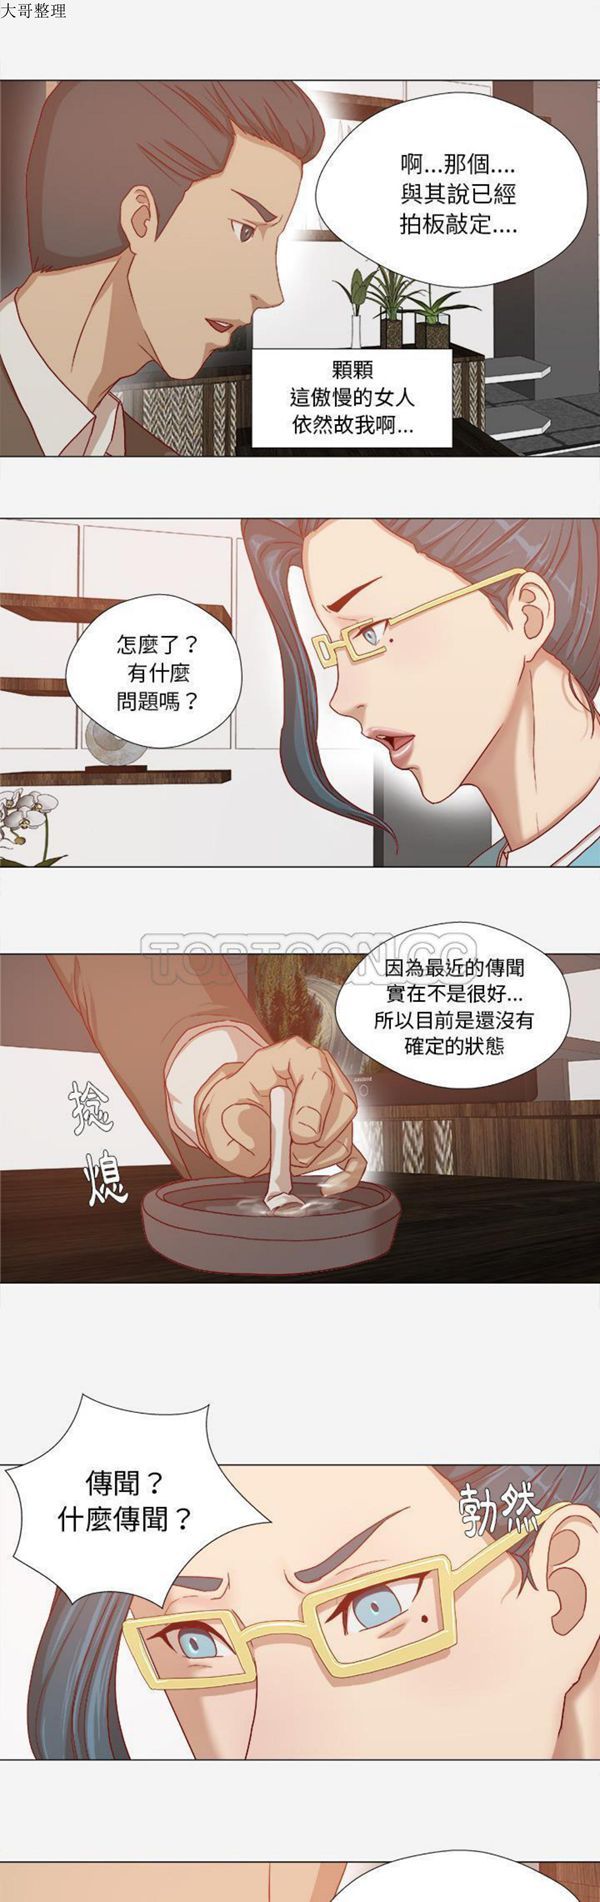 大哥整理
啊...那個....
與其說已經
拍板敲定....
顆顆
這傲慢的女人
依然故我啊...
怎麼了？
有什麼
問題嗎？
TOPTOON.CC
因為最近的傳聞
實在不是很好...
所以目前是還沒有
確定的狀態
捻
熄
傳聞？
什麼傳聞？
勃然